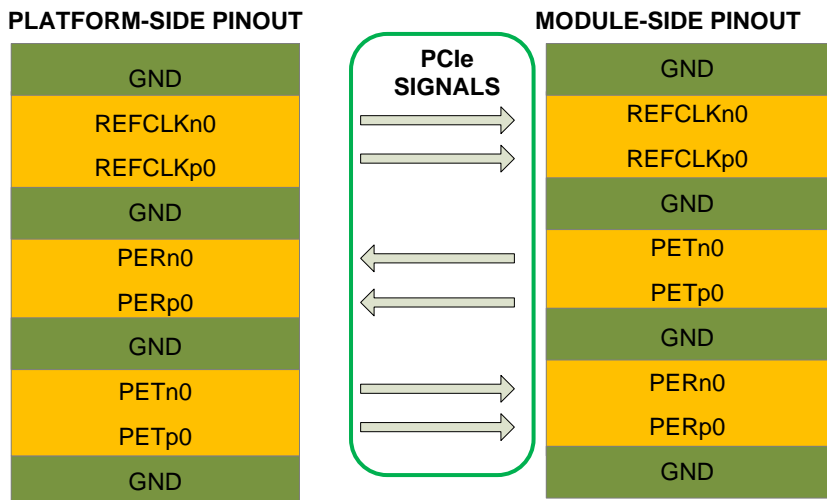 PLATFORM-SIDE PINOUT
GND
REFCLKn0
REFCLKp0
GND
PERn0
PERp0
GND
PETn0
PETp0
GND
PCIe
SIGNALS
MODULE-SIDE PINOUT
GND
REFCLKn0
REFCLKp0
GND
PETn0
PETp0
GND
PERn0
PERp0
GND